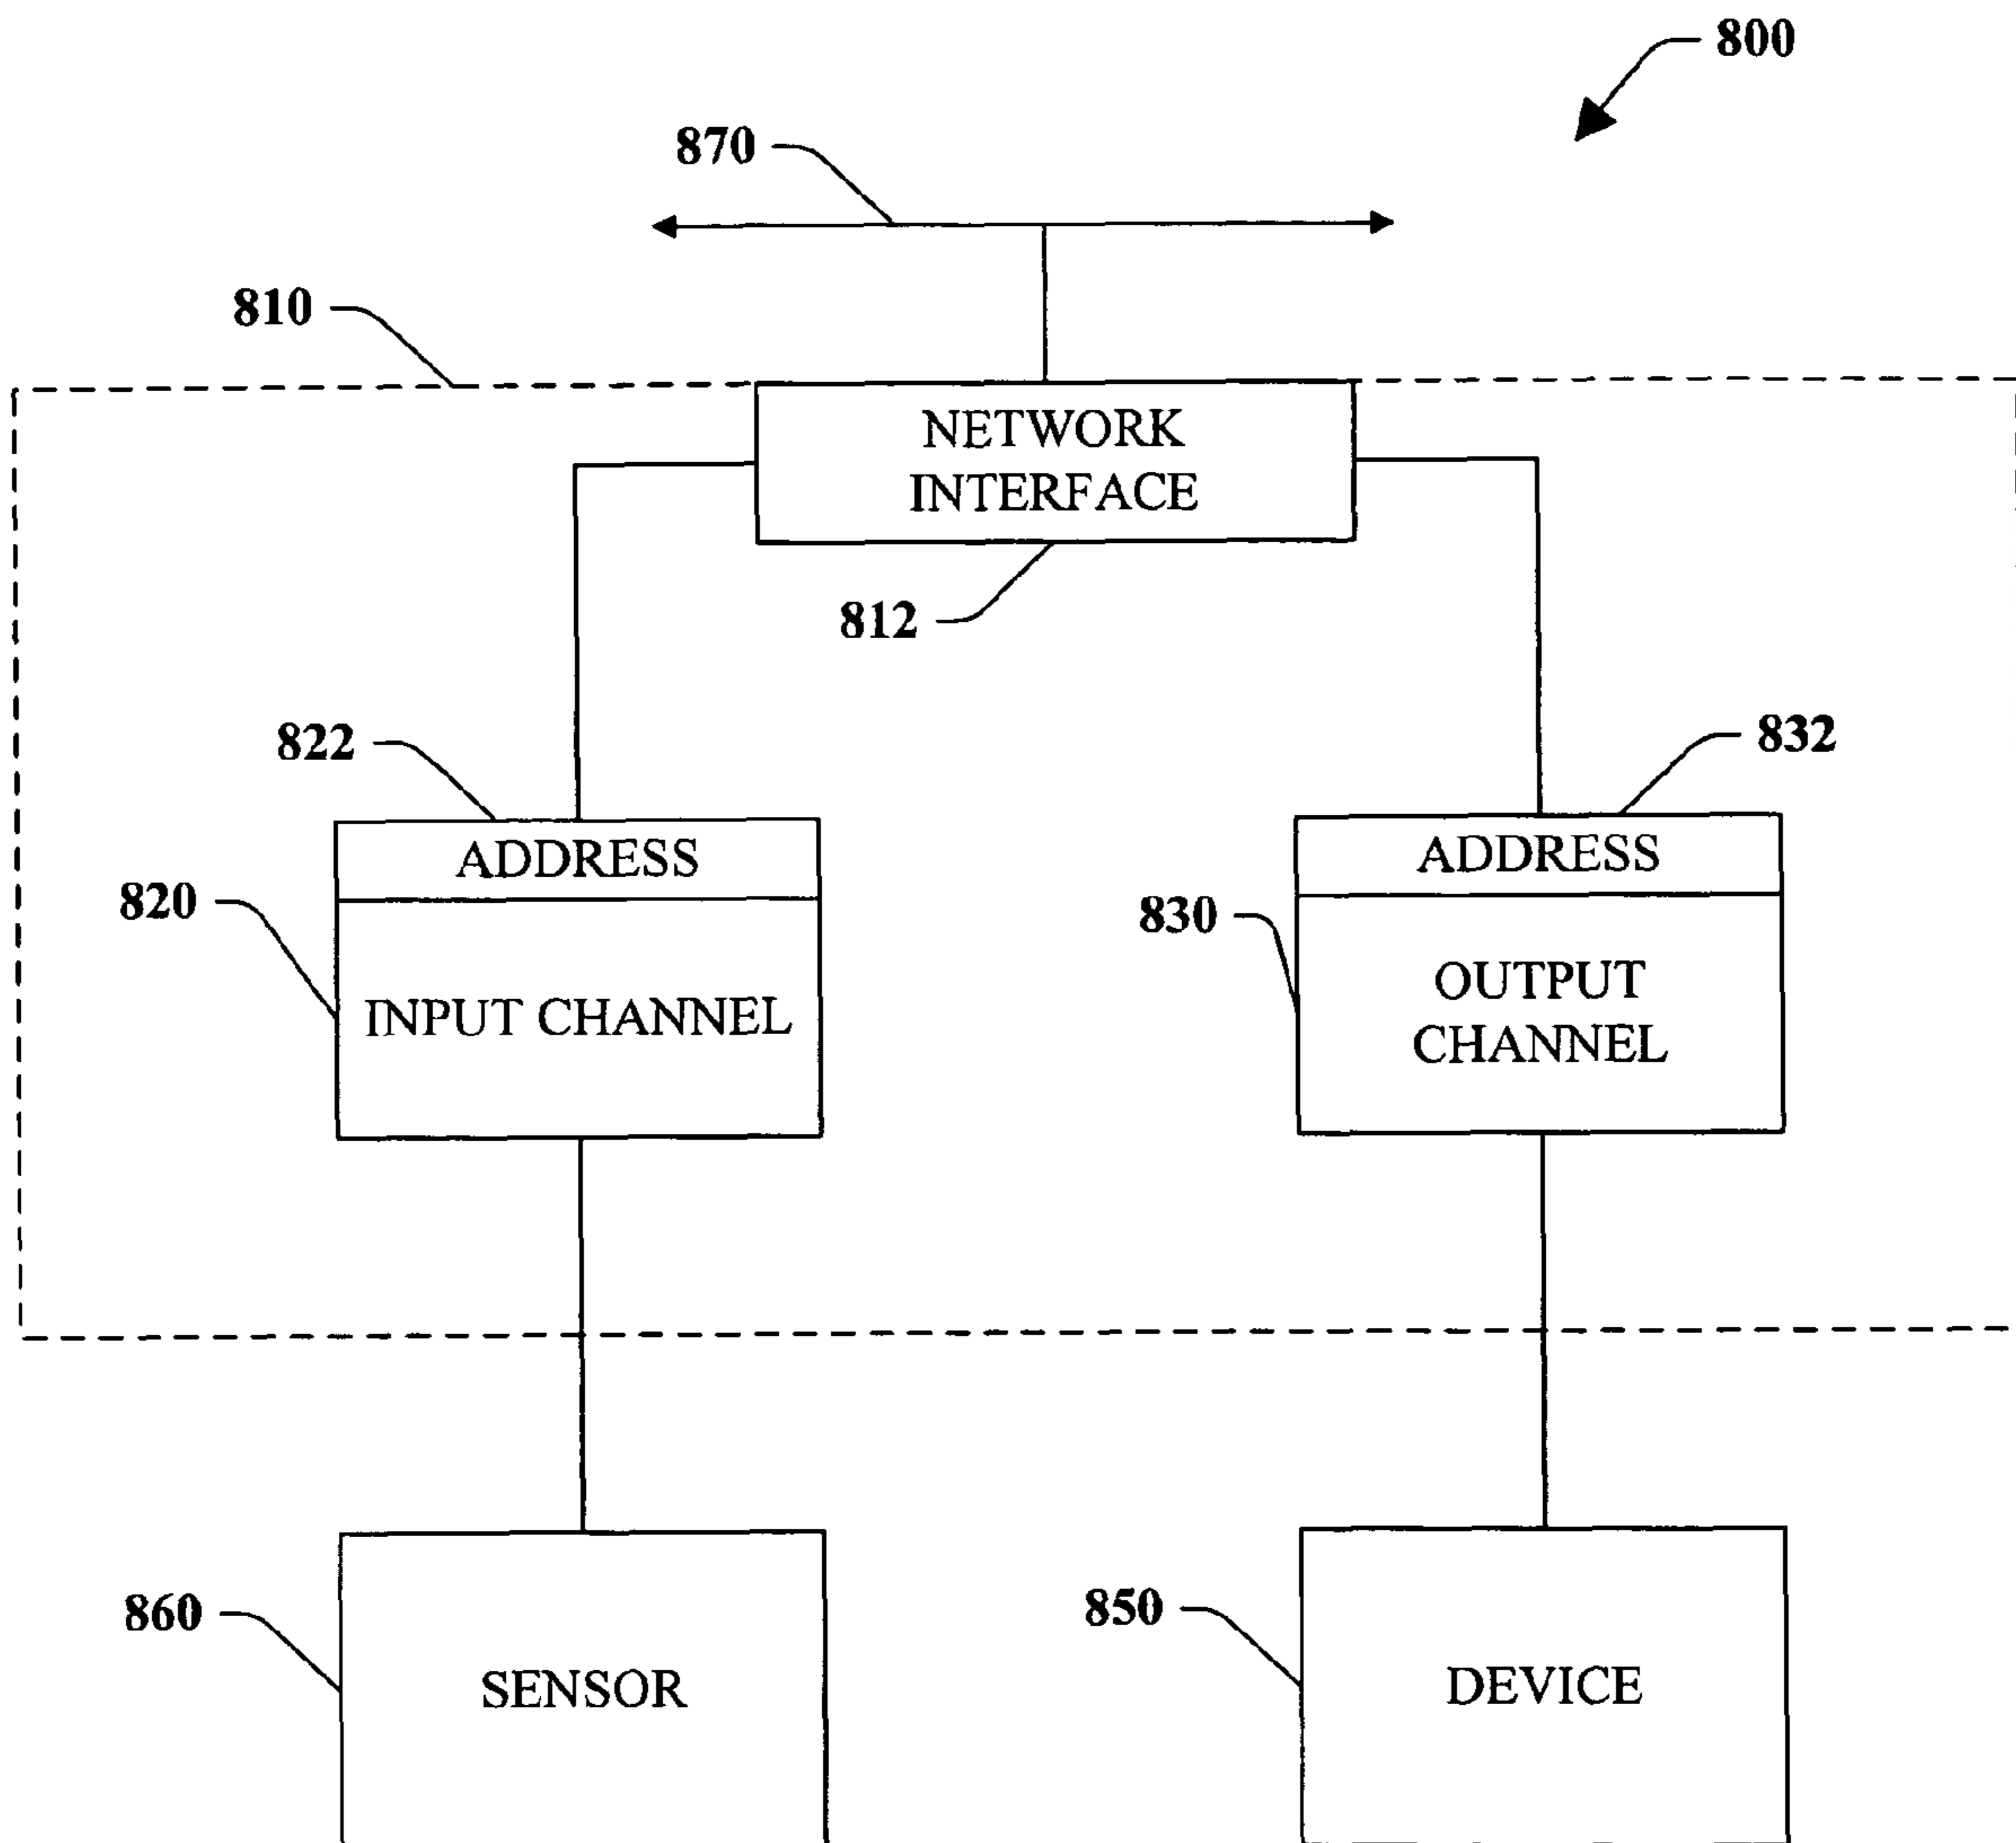 800
870
810
NETWORK
INTERFACE
812
822
832
ADDRESS
ADDRESS
820
830
INPUT CHANNEL
OUTPUT
CHANNEL
860
850
SENSOR
DEVICE